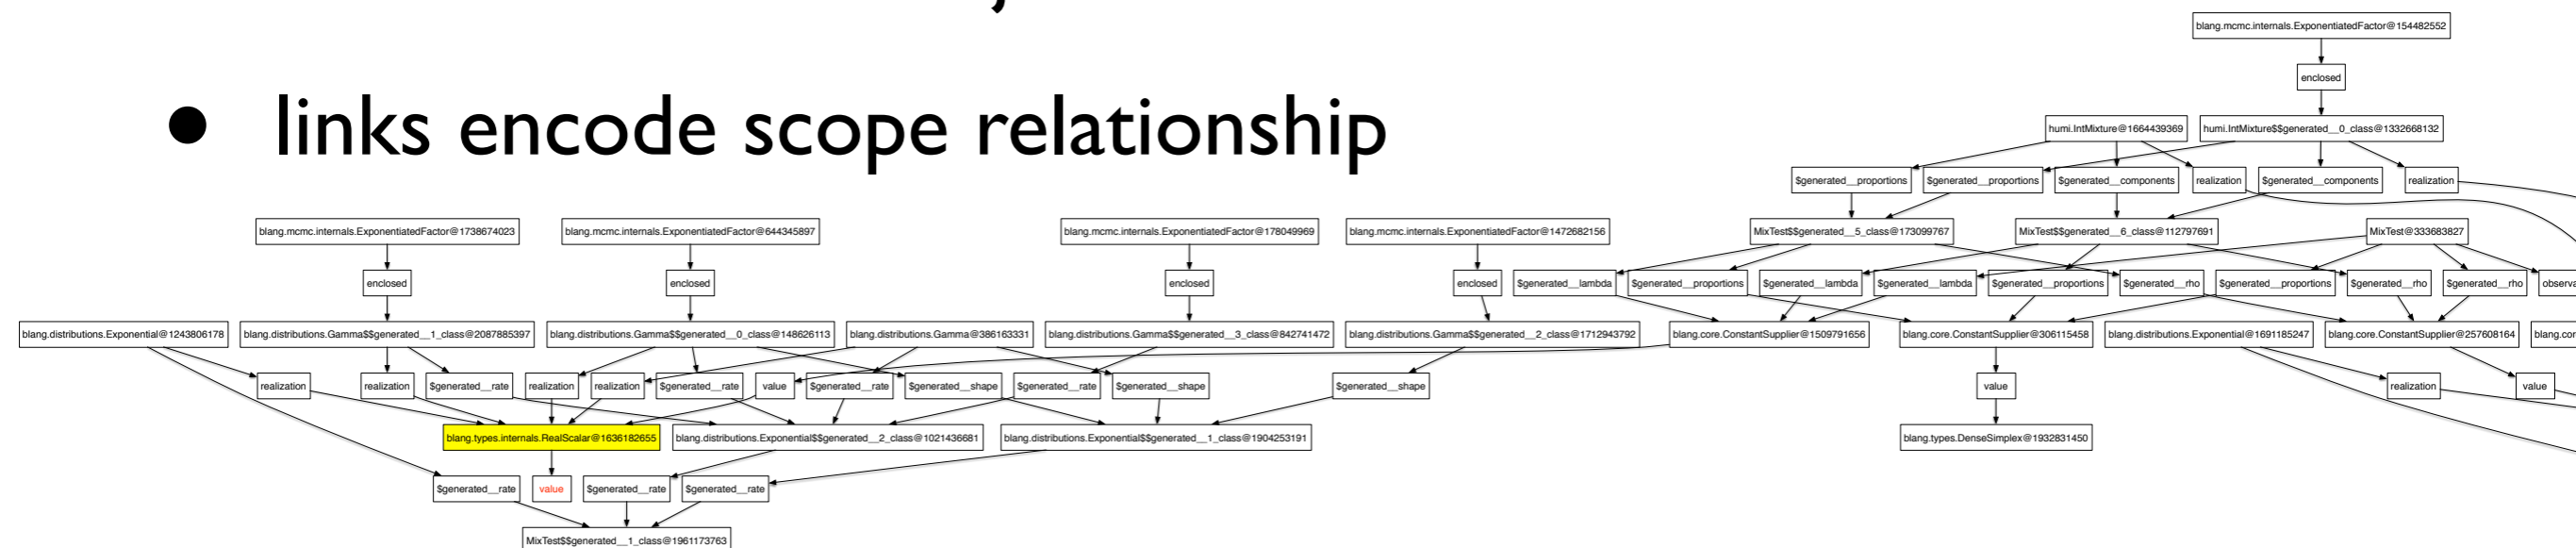 • links encode scope relationship
blang.mcmc.internals.ExponentiatedFactor@154482552
enclosed
humi.IntMixture@1664439369
humi.IntMixture$$generated__0_class@1332668132
$generated__proportions
$generated__proportions
$generated__components
realization
$generated__components
realization
blang.mcmc.internals.ExponentiatedFactor@1738674023
blang.mcmc.internals.ExponentiatedFactor@644345897
blang.mcmc.internals.ExponentiatedFactor@178049969
blang.mcmc.internals.ExponentiatedFactor@1472682156
MixTest$$generated__5_class@173099767
MixTest$$generated__6_class@112797691
MixTest@333683827
enclosed
enclosed
enclosed
enclosed
$generated__lambda
$generated__proportions
$generated__lambda
$generated__lambda
$generated__proportions
$generated__rho
$generated__proportions
$generated__rho
$generated__rho
observa
blang.distributions.Exponential@1243806178
blang.distributions.Gamma$$generated__1_class@2087885397
blang.distributions.Gamma$$generated__0_class@148626113
blang.distributions.Gamma@386163331
blang.distributions.Gamma$$generated__3_class@842741472
blang.distributions.Gamma$$generated__2_class@1712943792
blang.core.ConstantSupplier@1509791656
blang.core.ConstantSupplier@306115458
blang.distributions.Exponential@1691185247
blang.core.ConstantSupplier@257608164
blang.cor
realization
realization
$generated__rate
realization
realization
$generated__rate
value
$generated__rate
$generated__shape
$generated__rate
$generated__shape
$generated__shape
value
realization
value
blang.types.internals.RealScalar@1636182655
blang.distributions.Exponential$$generated__2_class@1021436681
blang.distributions.Exponential$$generated__1_class@1904253191
blang.types.DenseSimplex@1932831450
$generated__rate
value
$generated__rate
$generated__rate
MixTest$$generated__1_class@1961173763